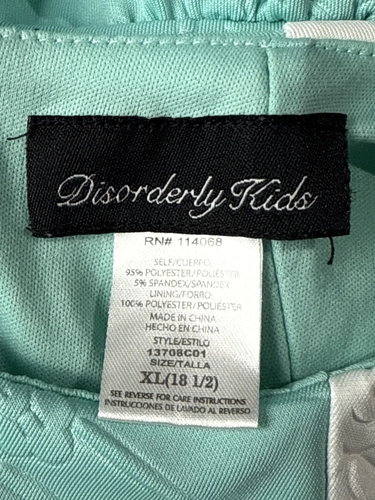 Disorderly Kids
RN# 114068
SELF/CUERPO:
95% POLYESTER/POLIÉSTER
5% SPANDEX/SPANDEX
LINING/FORRO:
100% POLYESTER/POLIÉSTER
MADE IN CHINA
HECHO EN CHINA
STYLE/ESTILO
13708C01
SIZE/TALLA
XL(18 1/2)
SEE REVERSE FOR CARE INSTRUCTIONS
INSTRUCCIONES DE LAVADO AL REVERSO